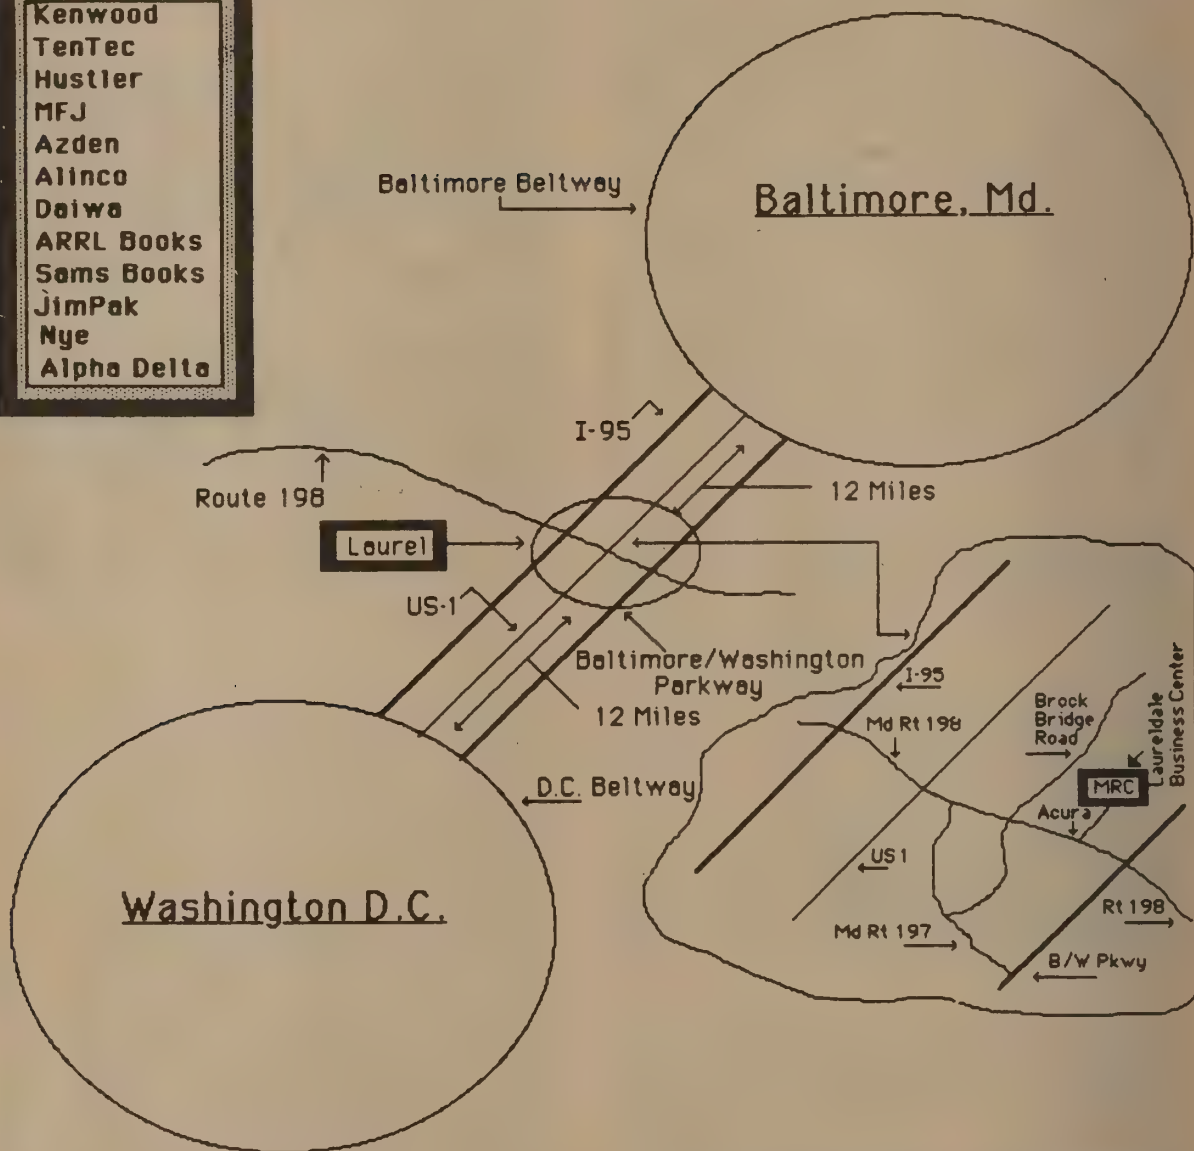 Kenwood
TenTec
Hustler
MFJ
Azden
Alinco
Daiwa
ARRL Books
Sams Books
JimPak
Nye
Alpha Delta
Baltimore Beltway
Baltimore, Md.
I-95
12 Miles
Route 198
Laurel
US-1
Baltimore/Washington
Parkway
12 Miles
D.C. Beltway
Washington D.C.
I-95
Md Rt 198
Brock
Bridge
Road
Laureldale
Business Center
MRC
Acura
US 1
Rt 198
Md Rt 197
B/W Pkwy